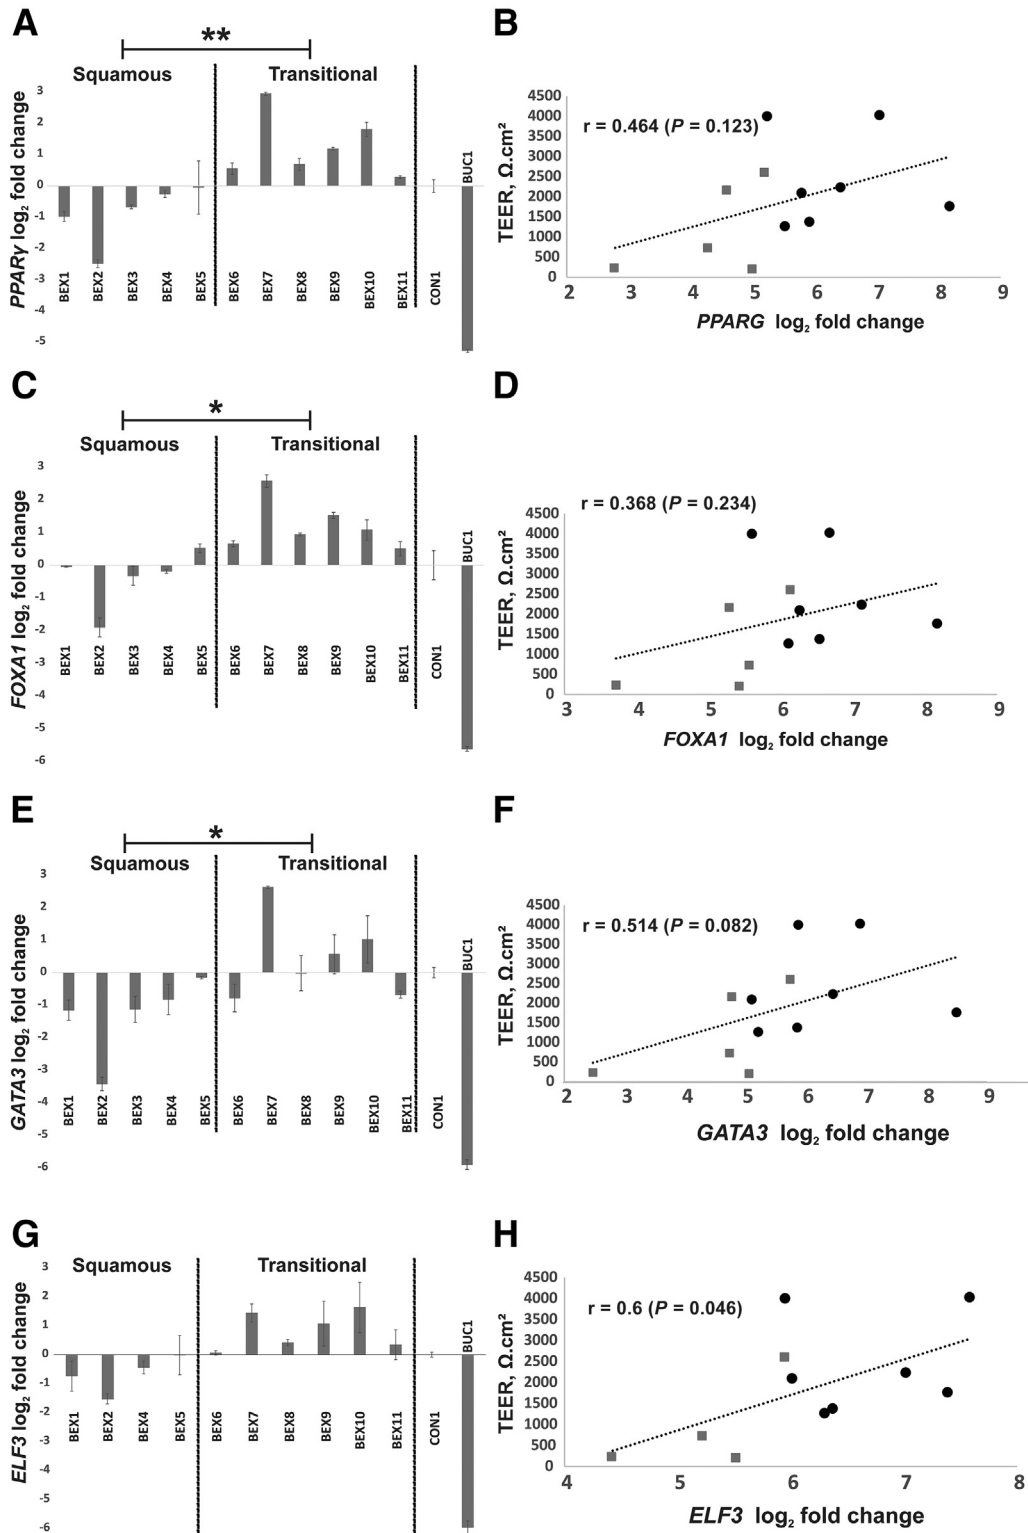 A
**
Squamous Transitional
3
2
1
0
-1
-2
-3
-4
-5
PPARγ log2 fold change
BEX1 BEX2 BEX3 BEX4 BEX5 BEX6 BEX7 BEX8 BEX9 BEX10 BEX11 CON1 BUC1
B
r = 0.464 (P = 0.123)
4500
4000
3500
3000
2500
2000
1500
1000
500
0
TEER, Ω.cm²
2 3 4 5 6 7 8 9
PPARG log2 fold change
C
*
Squamous Transitional
3
2
1
0
-1
-2
-3
-4
-5
-6
FOXA1 log2 fold change
BEX1 BEX2 BEX3 BEX4 BEX5 BEX6 BEX7 BEX8 BEX9 BEX10 BEX11 CON1 BUC1
D
r = 0.368 (P = 0.234)
4500
4000
3500
3000
2500
2000
1500
1000
500
0
TEER, Ω.cm²
3 4 5 6 7 8 9
FOXA1 log2 fold change
E
*
Squamous Transitional
3
2
1
0
-1
-2
-3
-4
-5
-6
GATA3 log2 fold change
BEX1 BEX2 BEX3 BEX4 BEX5 BEX6 BEX7 BEX8 BEX9 BEX10 BEX11 CON1 BUC1
F
r = 0.514 (P = 0.082)
4500
4000
3500
3000
2500
2000
1500
1000
500
0
TEER, Ω.cm²
2 3 4 5 6 7 8 9
GATA3 log2 fold change
G
Squamous Transitional
3
2
1
0
-1
-2
-3
-4
-5
-6
ELF3 log2 fold change
BEX1 BEX2 BEX4 BEX5 BEX6 BEX7 BEX8 BEX9 BEX10 BEX11 CON1 BUC1
H
r = 0.6 (P = 0.046)
4500
4000
3500
3000
2500
2000
1500
1000
500
0
TEER, Ω.cm²
4 5 6 7 8
ELF3 log2 fold change